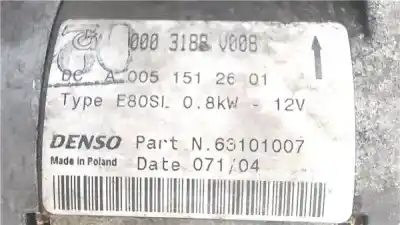 000 3188 V008
DC A 005 151 26 01
Type E80SL 0.8kW - 12V
DENSO Part N.63101007
Made in Poland Date 071/04